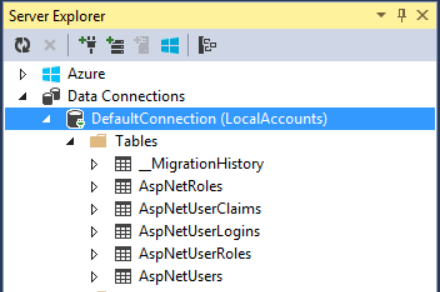 Server Explorer
Azure
Data Connections
DefaultConnection (LocalAccounts)
Tables
__MigrationHistory
AspNetRoles
AspNetUserClaims
AspNetUserLogins
AspNetUserRoles
AspNetUsers